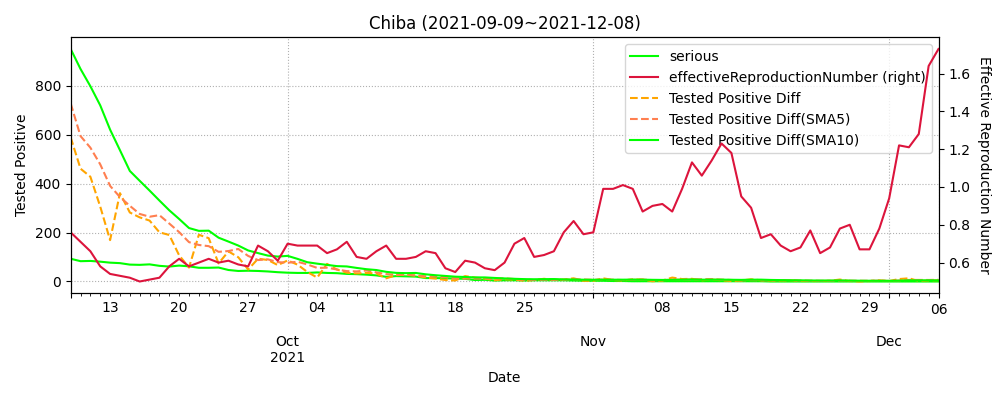 Chiba (2021-09-09~2021-12-08)
serious
effectiveReproductionNumber (right)
Tested Positive Diff
Tested Positive Diff(SMA5)
Tested Positive Diff(SMA10)
Tested Positive
800
600
400
200
0
Effective Reproduction Number
1.6
1.4
1.2
1.0
0.8
0.6
13 20 27 04 11 18 25 08 15 22 29 06
Oct Nov Dec
2021
Date